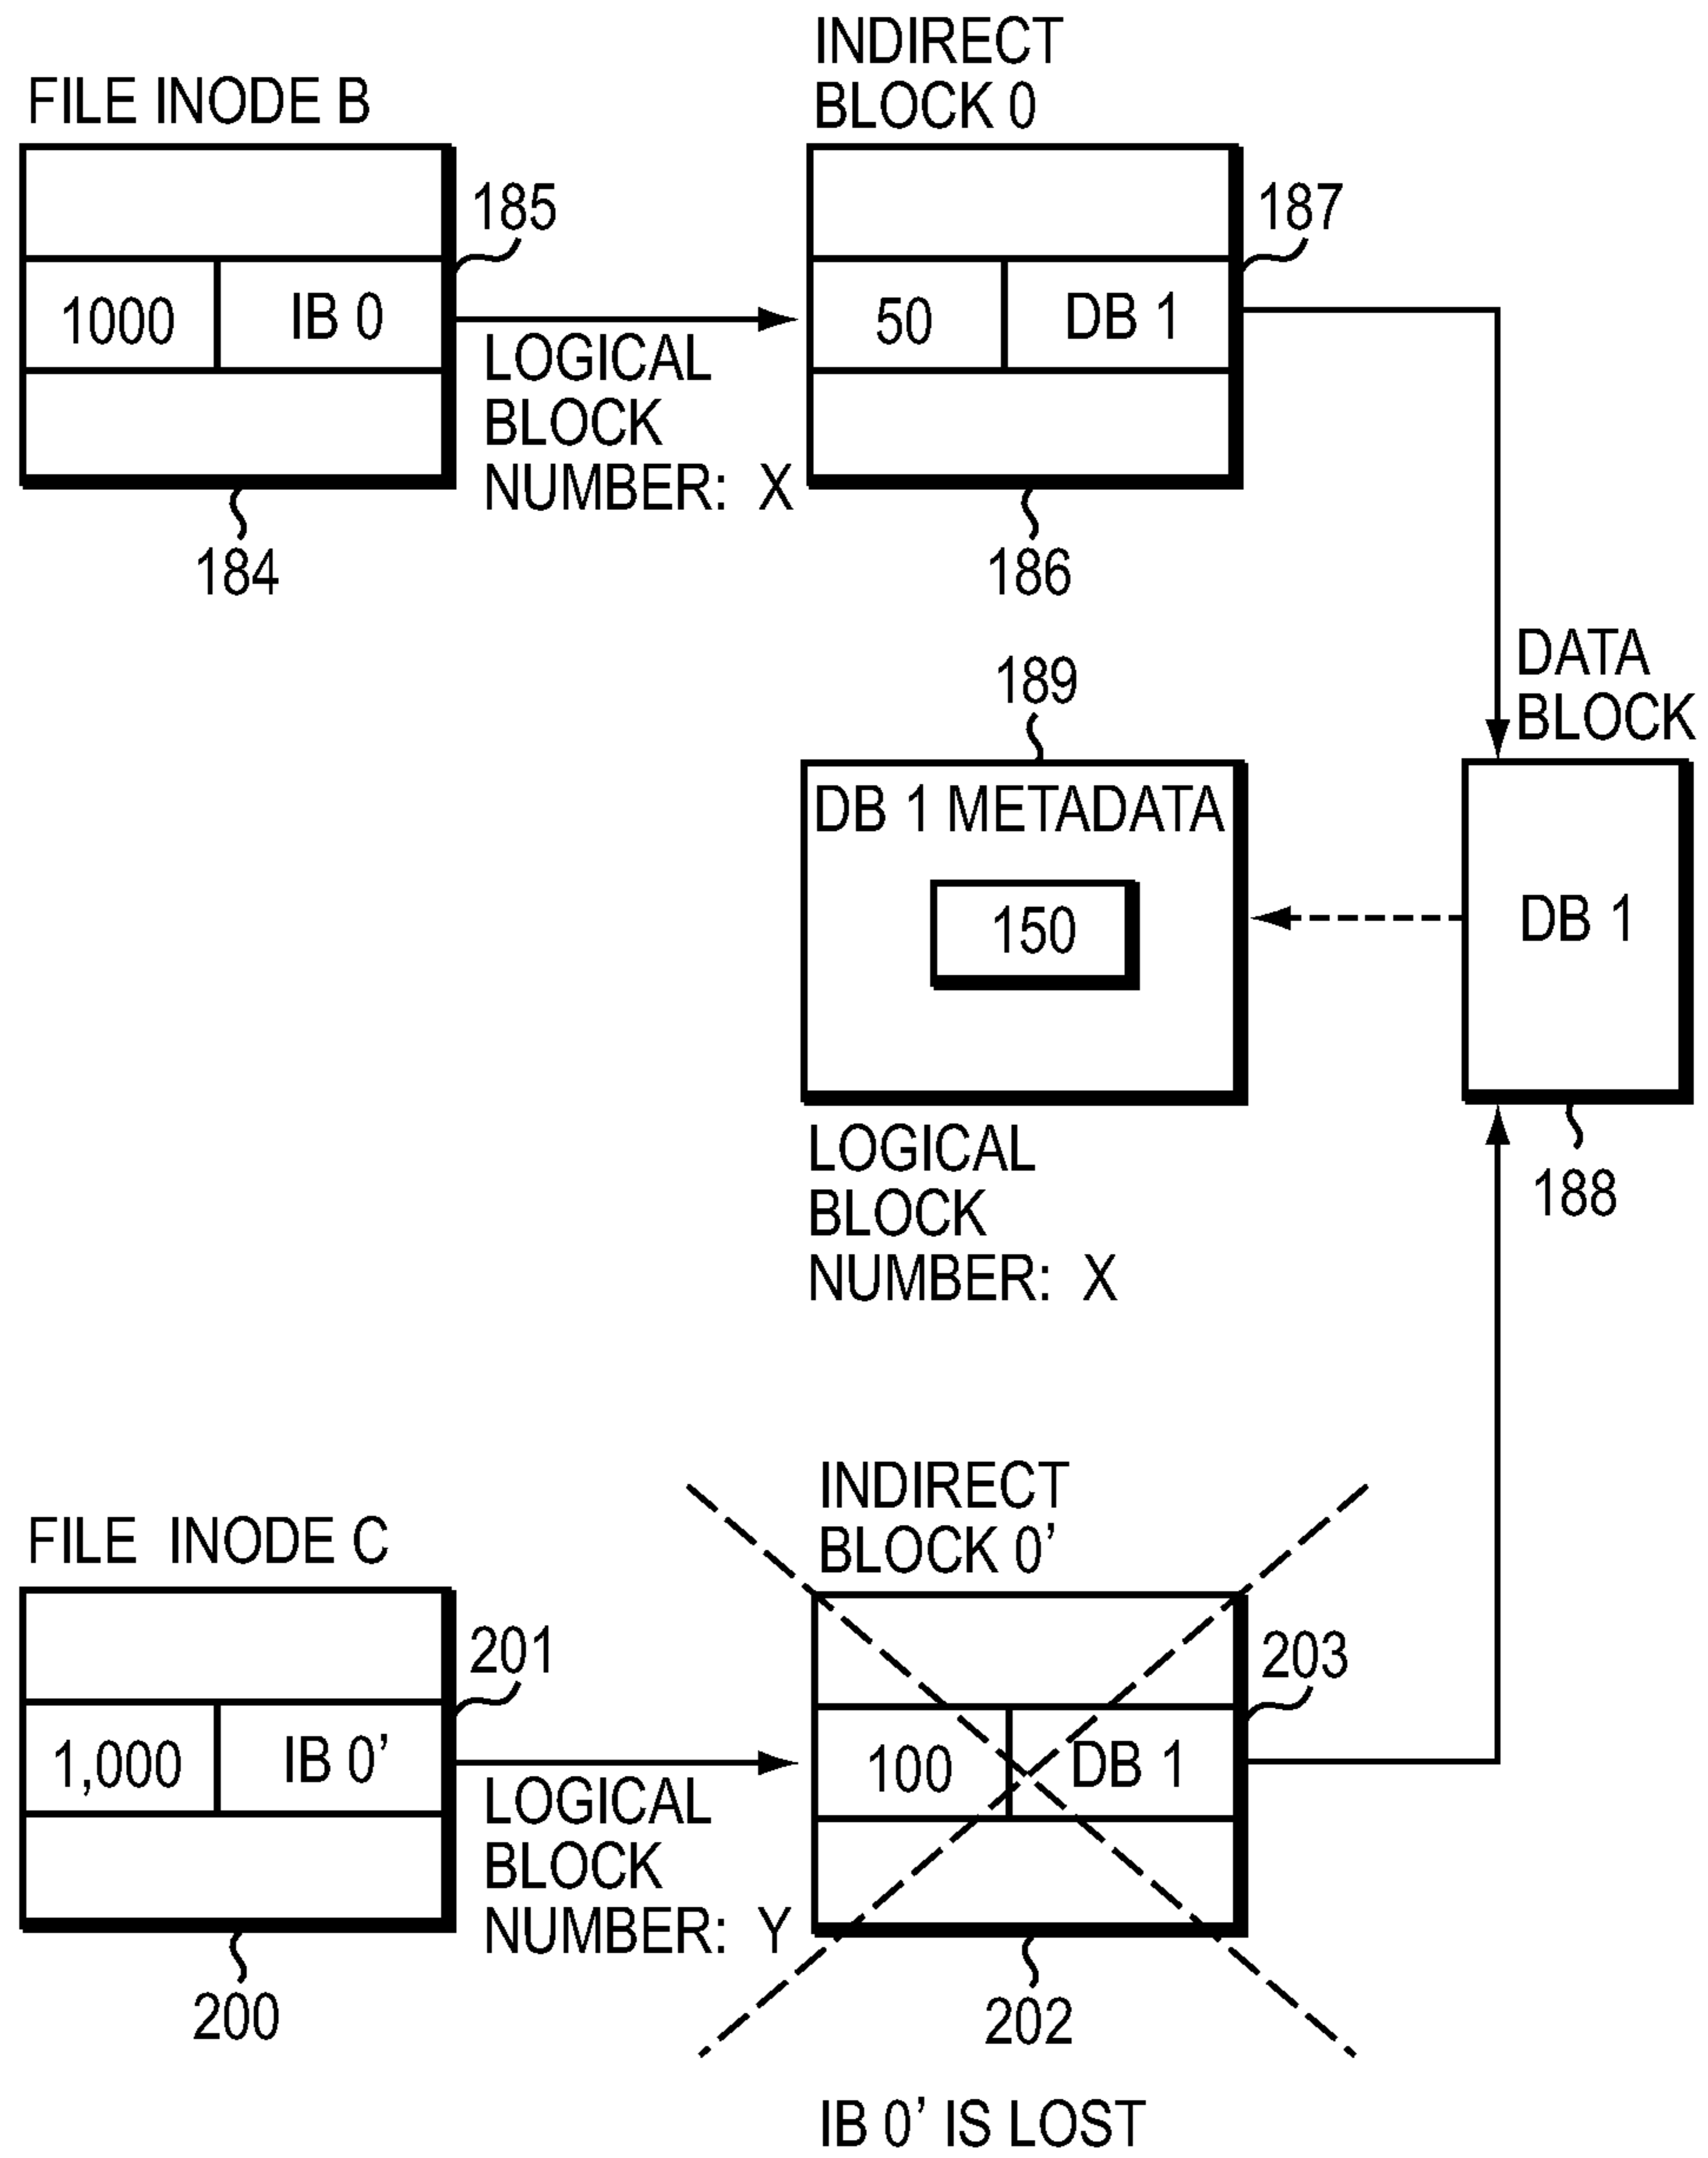 INDIRECT
BLOCK 0
FILE INODE B
185
187
1000
IB 0
50
DB 1
LOGICAL
BLOCK
NUMBER: X
184
186
DATA
BLOCK
189
DB 1 METADATA
150
DB 1
LOGICAL
BLOCK
NUMBER: X
188
INDIRECT
BLOCK 0’
FILE INODE C
201
203
1,000
IB 0’
100
DB 1
LOGICAL
BLOCK
NUMBER: Y
200
202
IB 0’ IS LOST